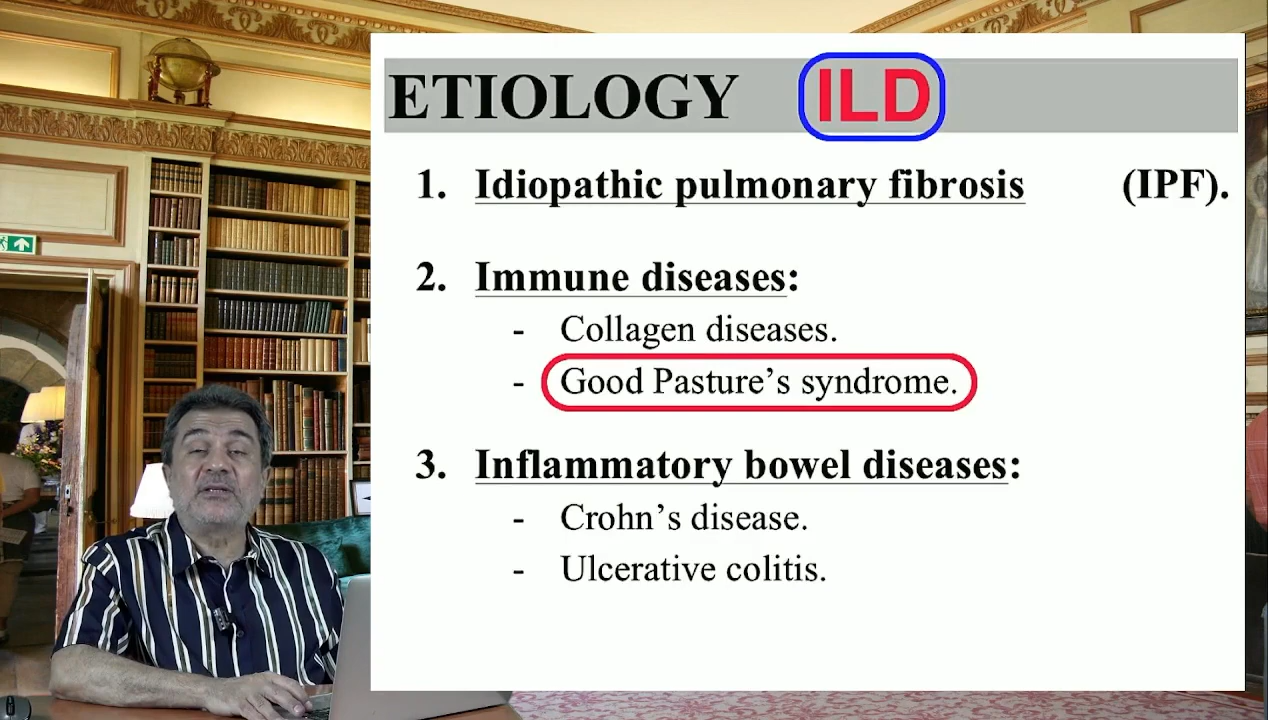 ETIOLOGY ILD
1. Idiopathic pulmonary fibrosis (IPF).
2. Immune diseases:
- Collagen diseases.
- Good Pasture’s syndrome.
3. Inflammatory bowel diseases:
- Crohn’s disease.
- Ulcerative colitis.